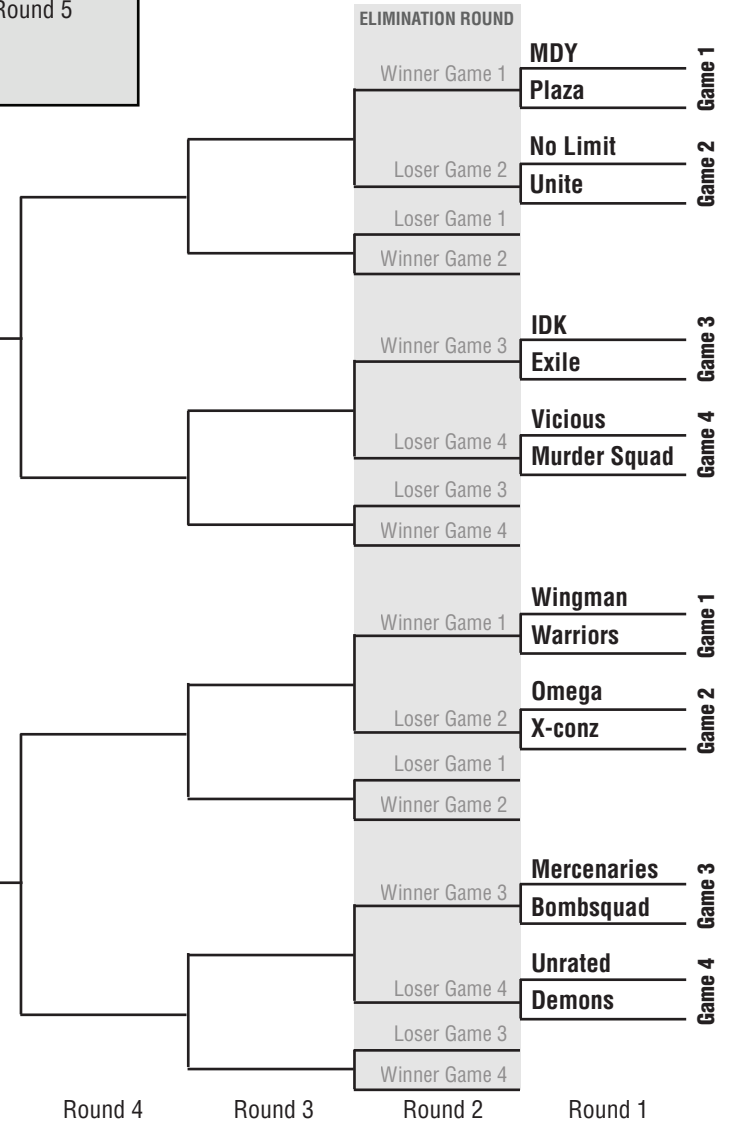 Round 5
ELIMINATION ROUND
MDY
Winner Game 1
Plaza
Game 1
No Limit
Loser Game 2
Unite
Game 2
Loser Game 1
Winner Game 2
IDK
Winner Game 3
Exile
Game 3
Vicious
Loser Game 4
Murder Squad
Game 4
Loser Game 3
Winner Game 4
Wingman
Winner Game 1
Warriors
Game 1
Omega
Loser Game 2
X-conz
Game 2
Loser Game 1
Winner Game 2
Mercenaries
Winner Game 3
Bombsquad
Game 3
Unrated
Loser Game 4
Demons
Game 4
Loser Game 3
Winner Game 4
Round 4
Round 3
Round 2
Round 1